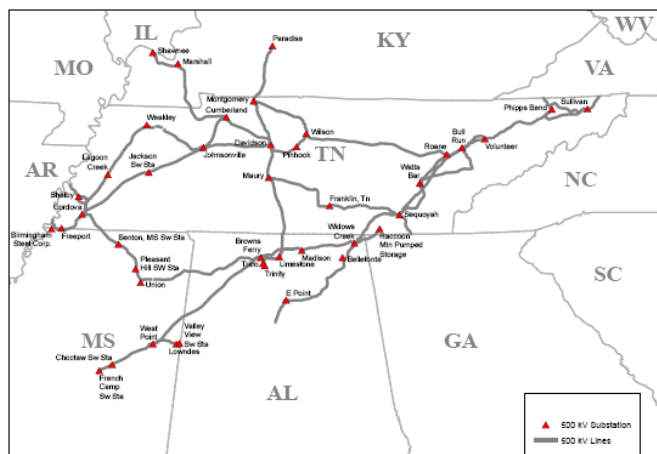 WV
IL
KY
Paradise
Shawnee
Marshall
MO
VA
Montgomery
Cumberland
Phipps Bend
Sullivan
Weakley
Wilson
Bull
Run
Volunteer
Davidson
Johnsonville
Pinhook
TN
Roane
Lagoon
Creek
Jackson
Sw Sta
AR
Watts
Bar
NC
Maury
Shelby
Cordova
Franklin, Tn
Sequoyah
Birmingham
Steel Corp.
Freeport
Widows
Creek
Raccoon
Mtn Pumped
Storage
Benton, MS Sw Sta
Browns
Ferry
Madison
Limestone
Bellefonte
Trico
Trinity
Pleasant
Hill SW Sta
Union
SC
E Point
MS
West
Point
Valley
View
Sw Sta
Lowndes
GA
Choctaw Sw Sta
French
Camp
Sw Sta
AL
500 kV Substation
500 kV Lines